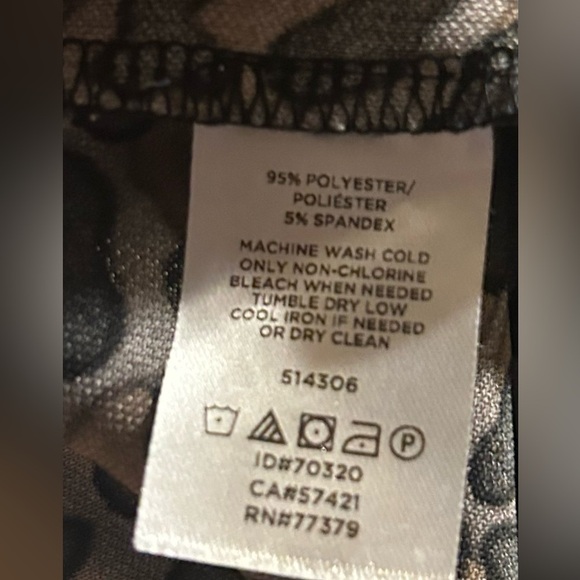 95% POLYESTER/
POLIÉSTER
5% SPANDEX
MACHINE WASH COLD
ONLY NON-CHLORINE
BLEACH WHEN NEEDED
TUMBLE DRY LOW
COOL IRON IF NEEDED
OR DRY CLEAN
514306
P
ID#70320
CA#57421
RN#77379